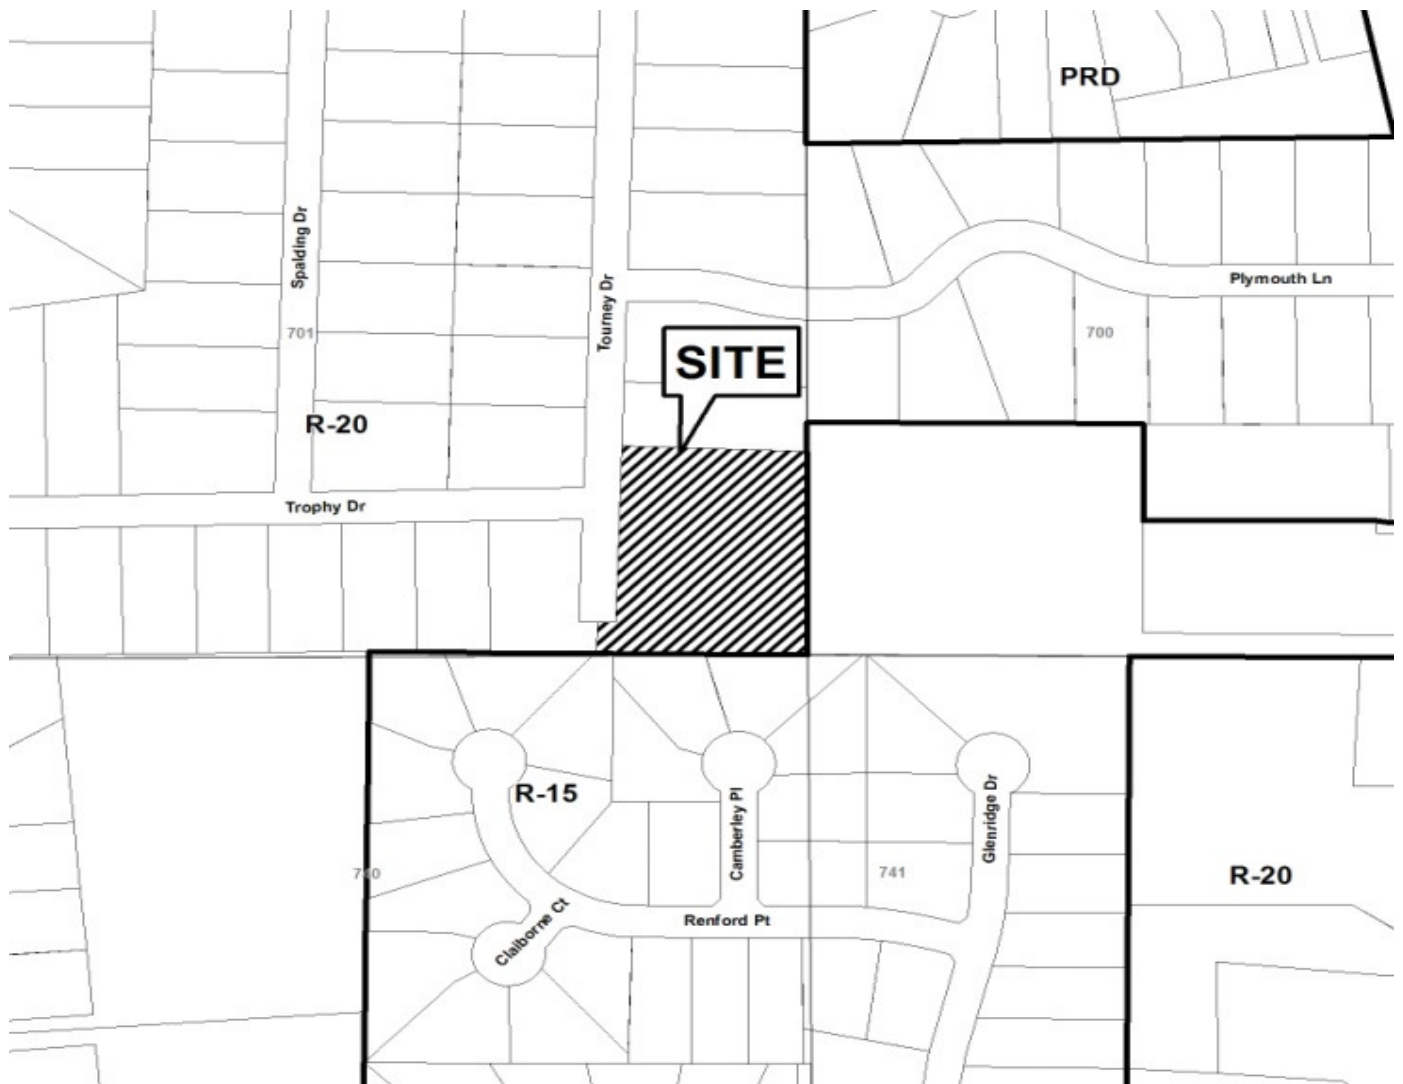 PRD
Spalding Dr
Plymouth Ln
Tourney Dr
701
700
SITE
R-20
Trophy Dr
R-15
Camberley Pl
Glenridge Dr
740
741
R-20
Claiborne Ct
Renford Pt